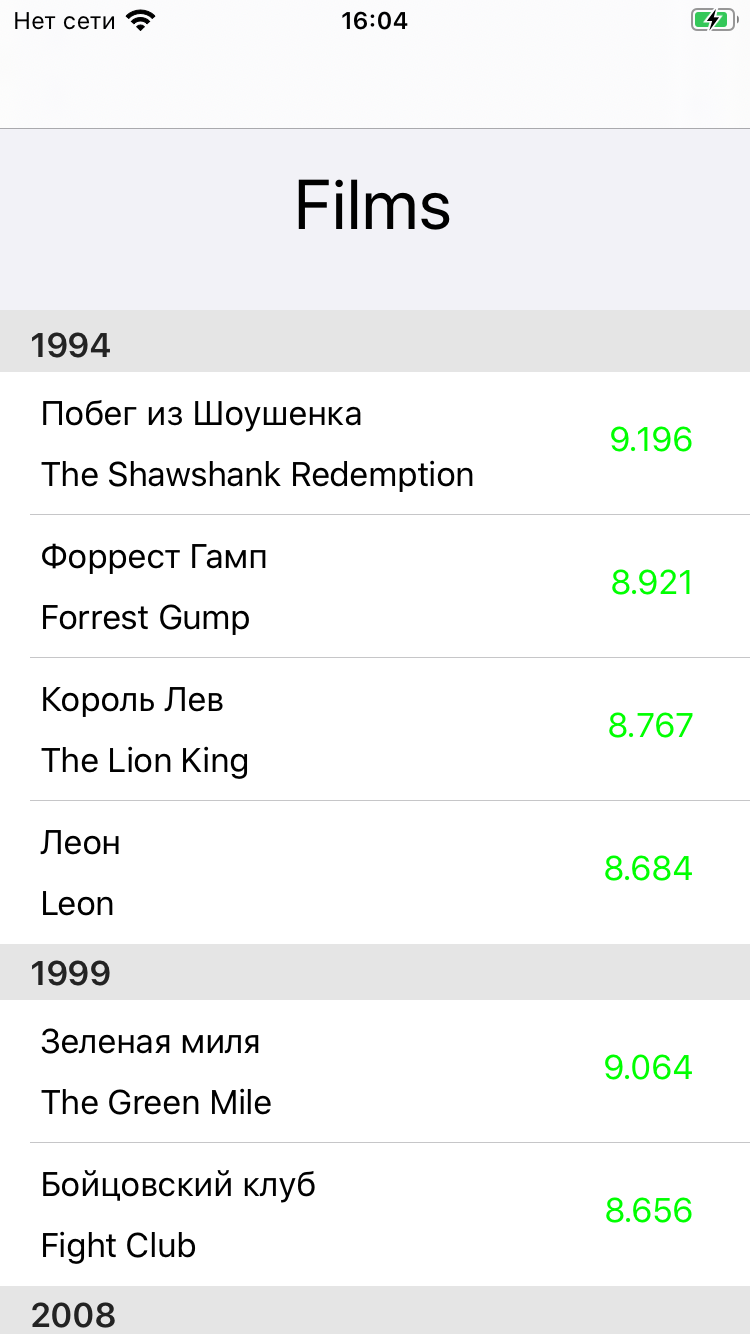 Нет сети 16:04
Films
1994
Побег из Шоушенка
The Shawshank Redemption
9.196
Форрест Гамп
Forrest Gump
8.921
Король Лев
The Lion King
8.767
Леон
Leon
8.684
1999
Зеленая миля
The Green Mile
9.064
Бойцовский клуб
Fight Club
8.656
2008